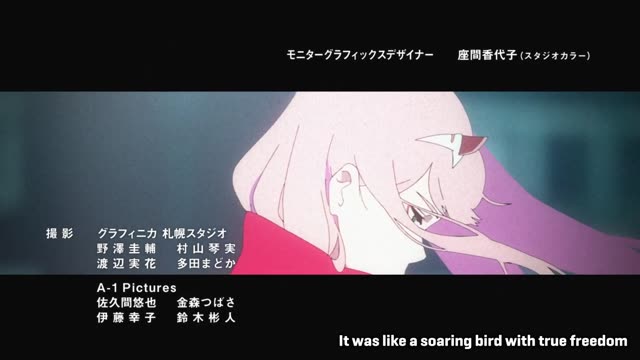 モニターグラフィックスデザイナー 座間香代子(スタジオカラー)
撮影 グラフィニカ 札幌スタジオ
野澤圭輔 村山琴実
渡辺実花 多田まどか
A-1 Pictures
佐久間悠也 金森つばさ
伊藤幸子 鈴木彬人
It was like a soaring bird with true freedom